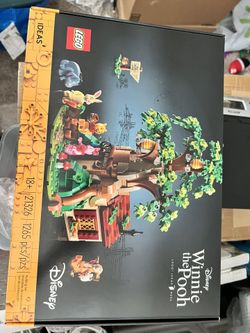 IDEAS
LEGO
18+
21326
1265 pcs/pzs
Disney
Winnie
the Pooh
Disney